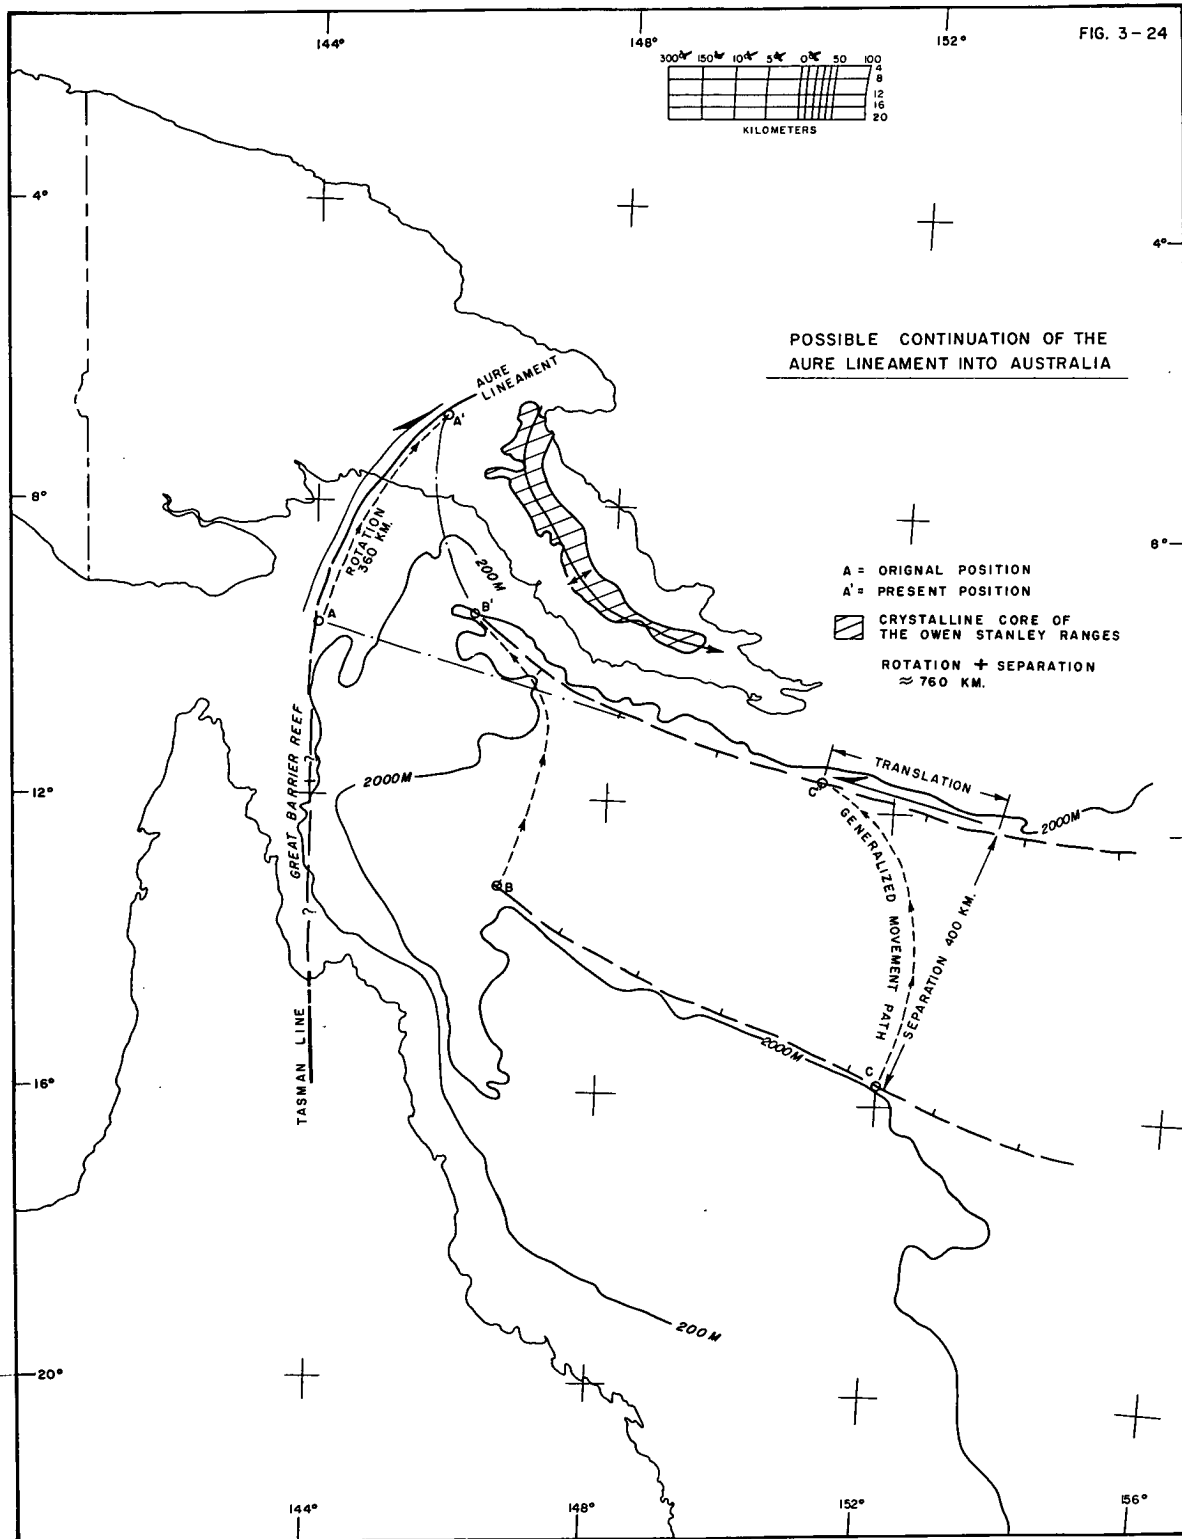 144°
148°
152°
FIG. 3-24
300 150 100 50 0 50 100
4
8
12
16
20
KILOMETERS
4°
4°
POSSIBLE CONTINUATION OF THE
AURE LINEAMENT INTO AUSTRALIA
AURE
LINEAMENT
A'
8°
8°
ROTATION
360 KM.
200M
A = ORIGNAL POSITION
A' = PRESENT POSITION
CRYSTALLINE CORE OF
THE OWEN STANLEY RANGES
ROTATION + SEPARATION
≈ 760 KM.
A
B'
GREAT BARRIER REEF
?
?
2000M
TRANSLATION
12°
C'
2000M
GENERALIZED MOVEMENT PATH
SEPARATION 400 KM.
B
2000M
C
TASMAN LINE
16°
200M
20°
144°
148°
152°
156°